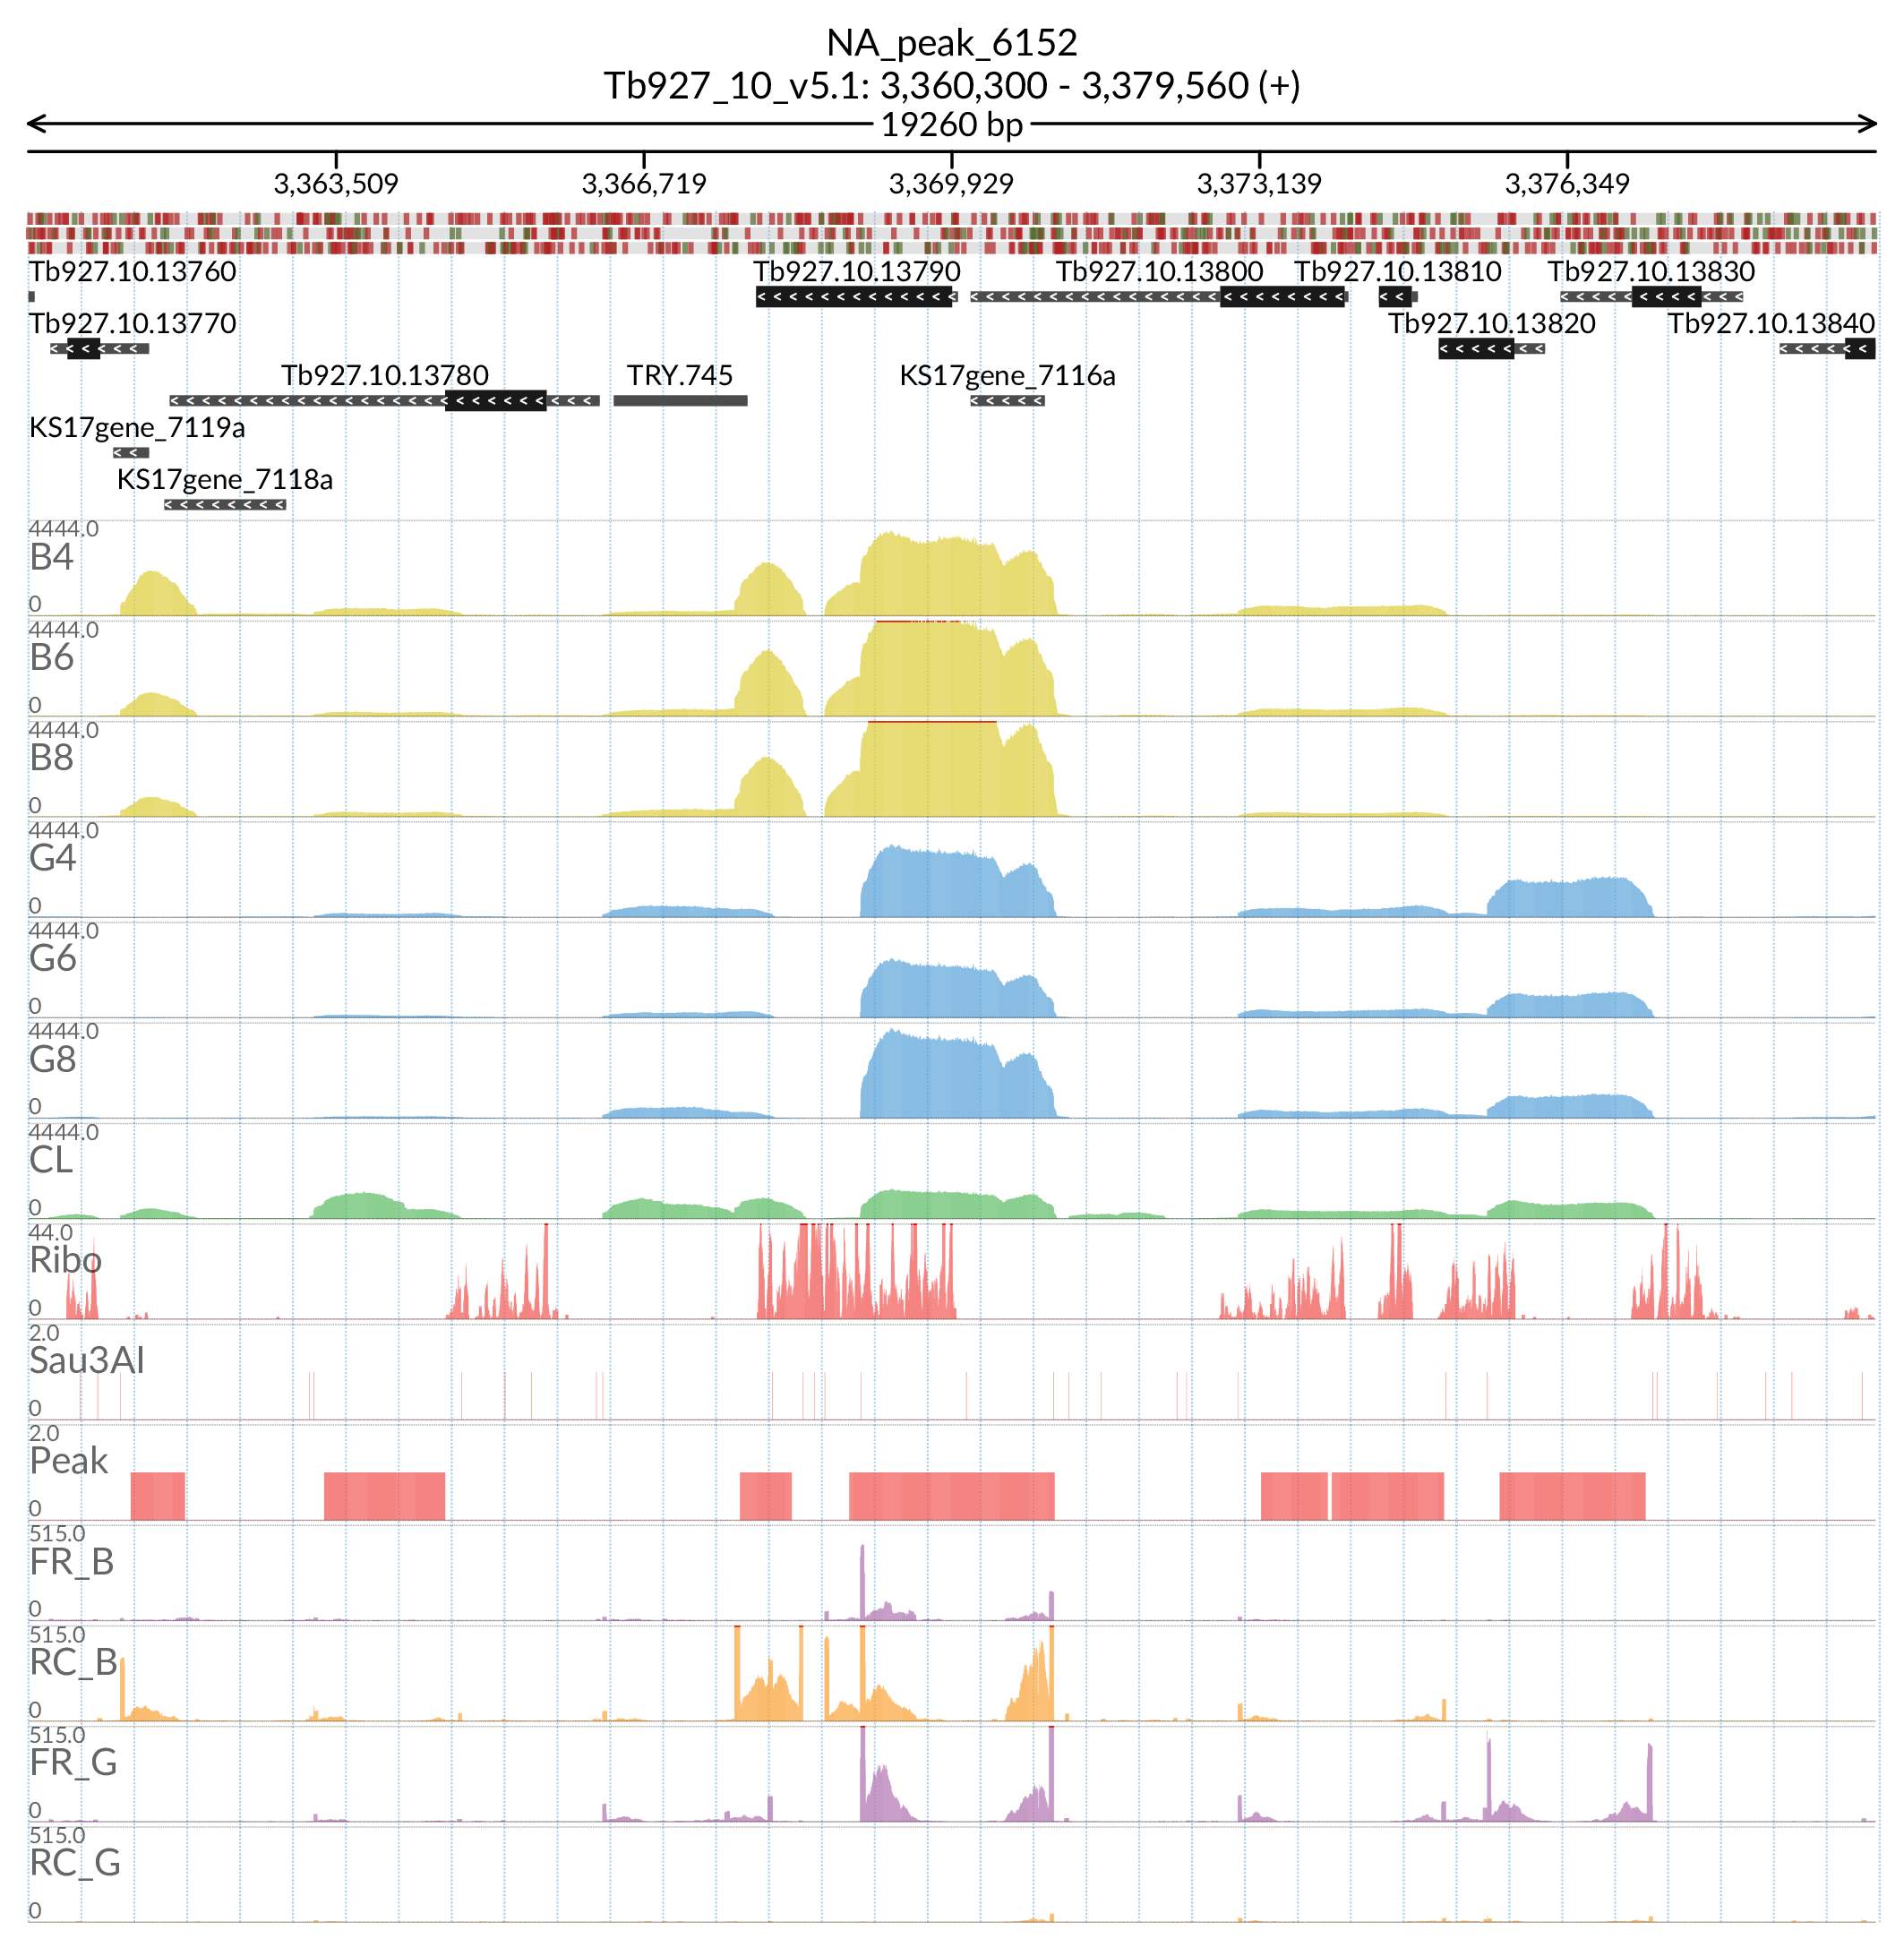 NA_peak_6152
Tb927_10_v5.1: 3,360,300 - 3,379,560 (+)
19260 bp
3,363,509 3,366,719 3,369,929 3,373,139 3,376,349
Tb927.10.13760 Tb927.10.13790 Tb927.10.13800 Tb927.10.13810 Tb927.10.13830
Tb927.10.13770 Tb927.10.13820 Tb927.10.13840
Tb927.10.13780 TRY.745 KS17gene_7116a
KS17gene_7119a
KS17gene_7118a
4444.0
B4
0
4444.0
B6
0
4444.0
B8
0
4444.0
G4
0
4444.0
G6
0
4444.0
G8
0
4444.0
CL
0
44.0
Ribo
0
2.0
Sau3AI
0
2.0
Peak
0
515.0
FR_B
0
515.0
RC_B
0
515.0
FR_G
0
515.0
RC_G
0